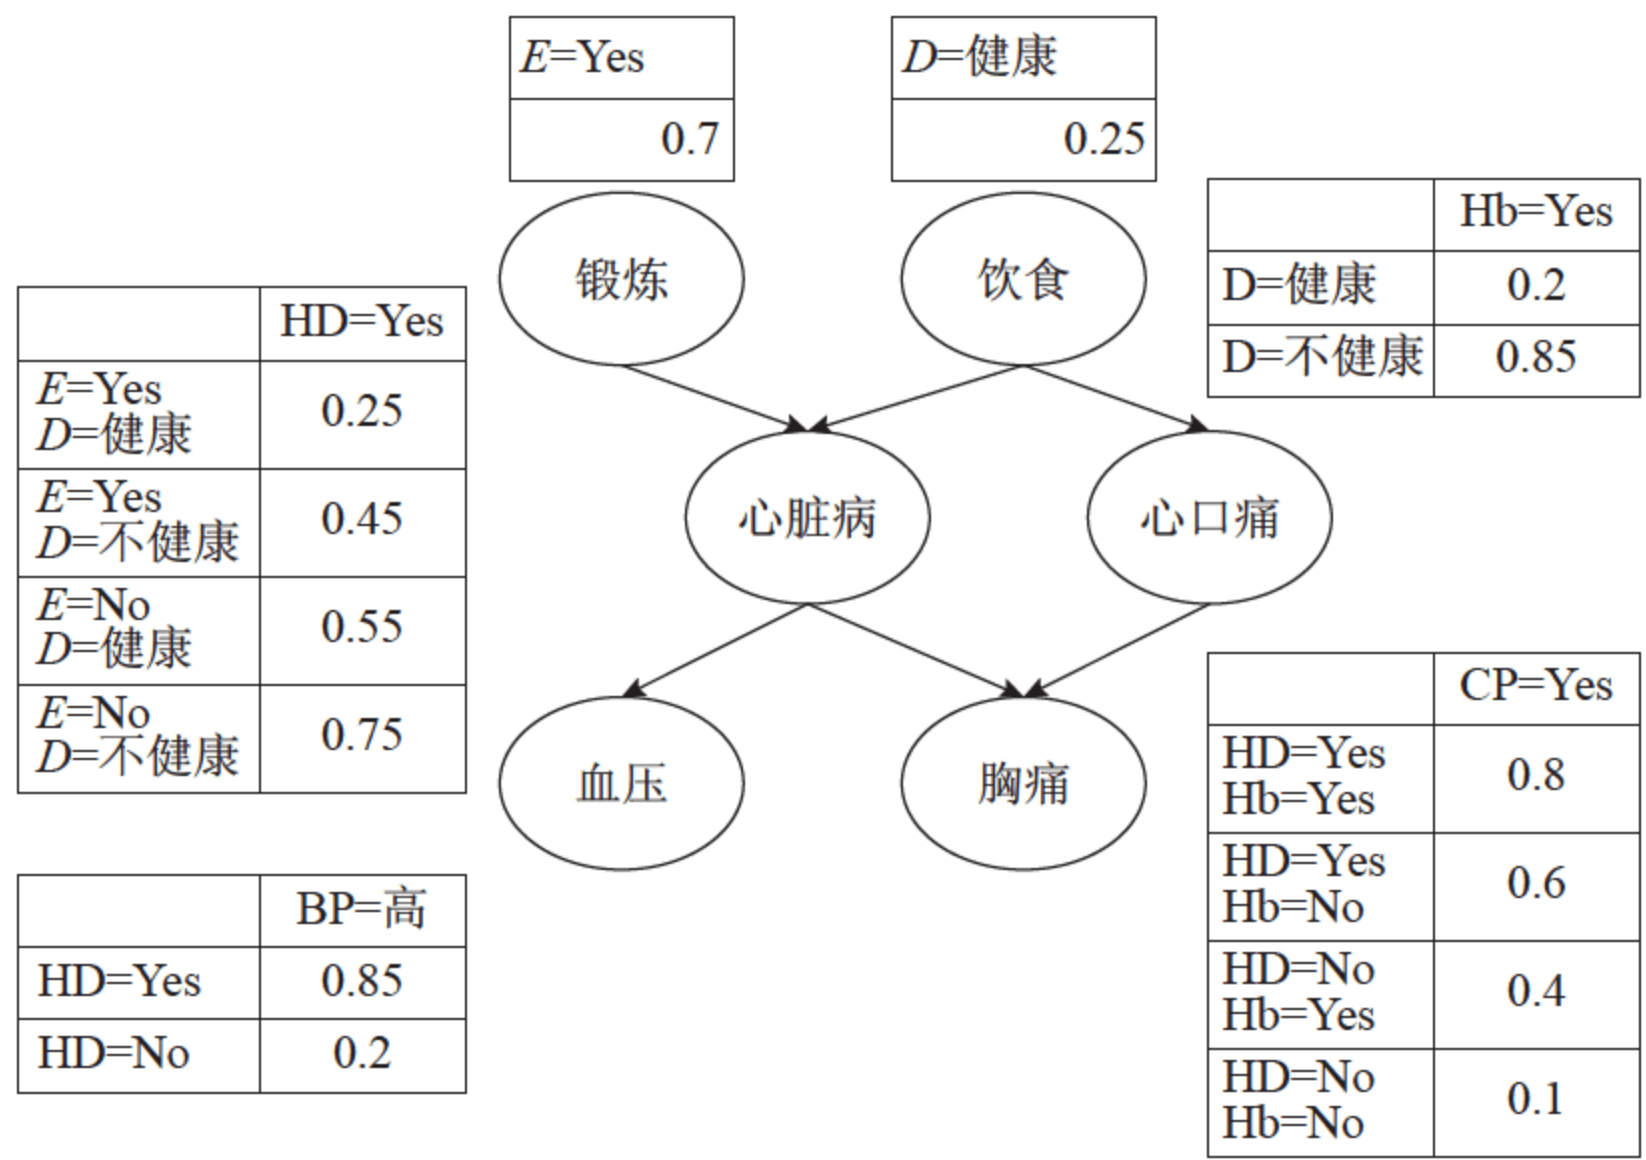 E=Yes
0.7
D=健康
0.25
Hb=Yes
D=健康 0.2
D=不健康 0.85
锻炼
饮食
HD=Yes
E=Yes
D=健康
0.25
E=Yes
D=不健康
0.45
E=No
D=健康
0.55
E=No
D=不健康
0.75
心脏病
心口痛
血压
胸痛
BP=高
HD=Yes 0.85
HD=No 0.2
CP=Yes
HD=Yes
Hb=Yes
0.8
HD=Yes
Hb=No
0.6
HD=No
Hb=Yes
0.4
HD=No
Hb=No
0.1